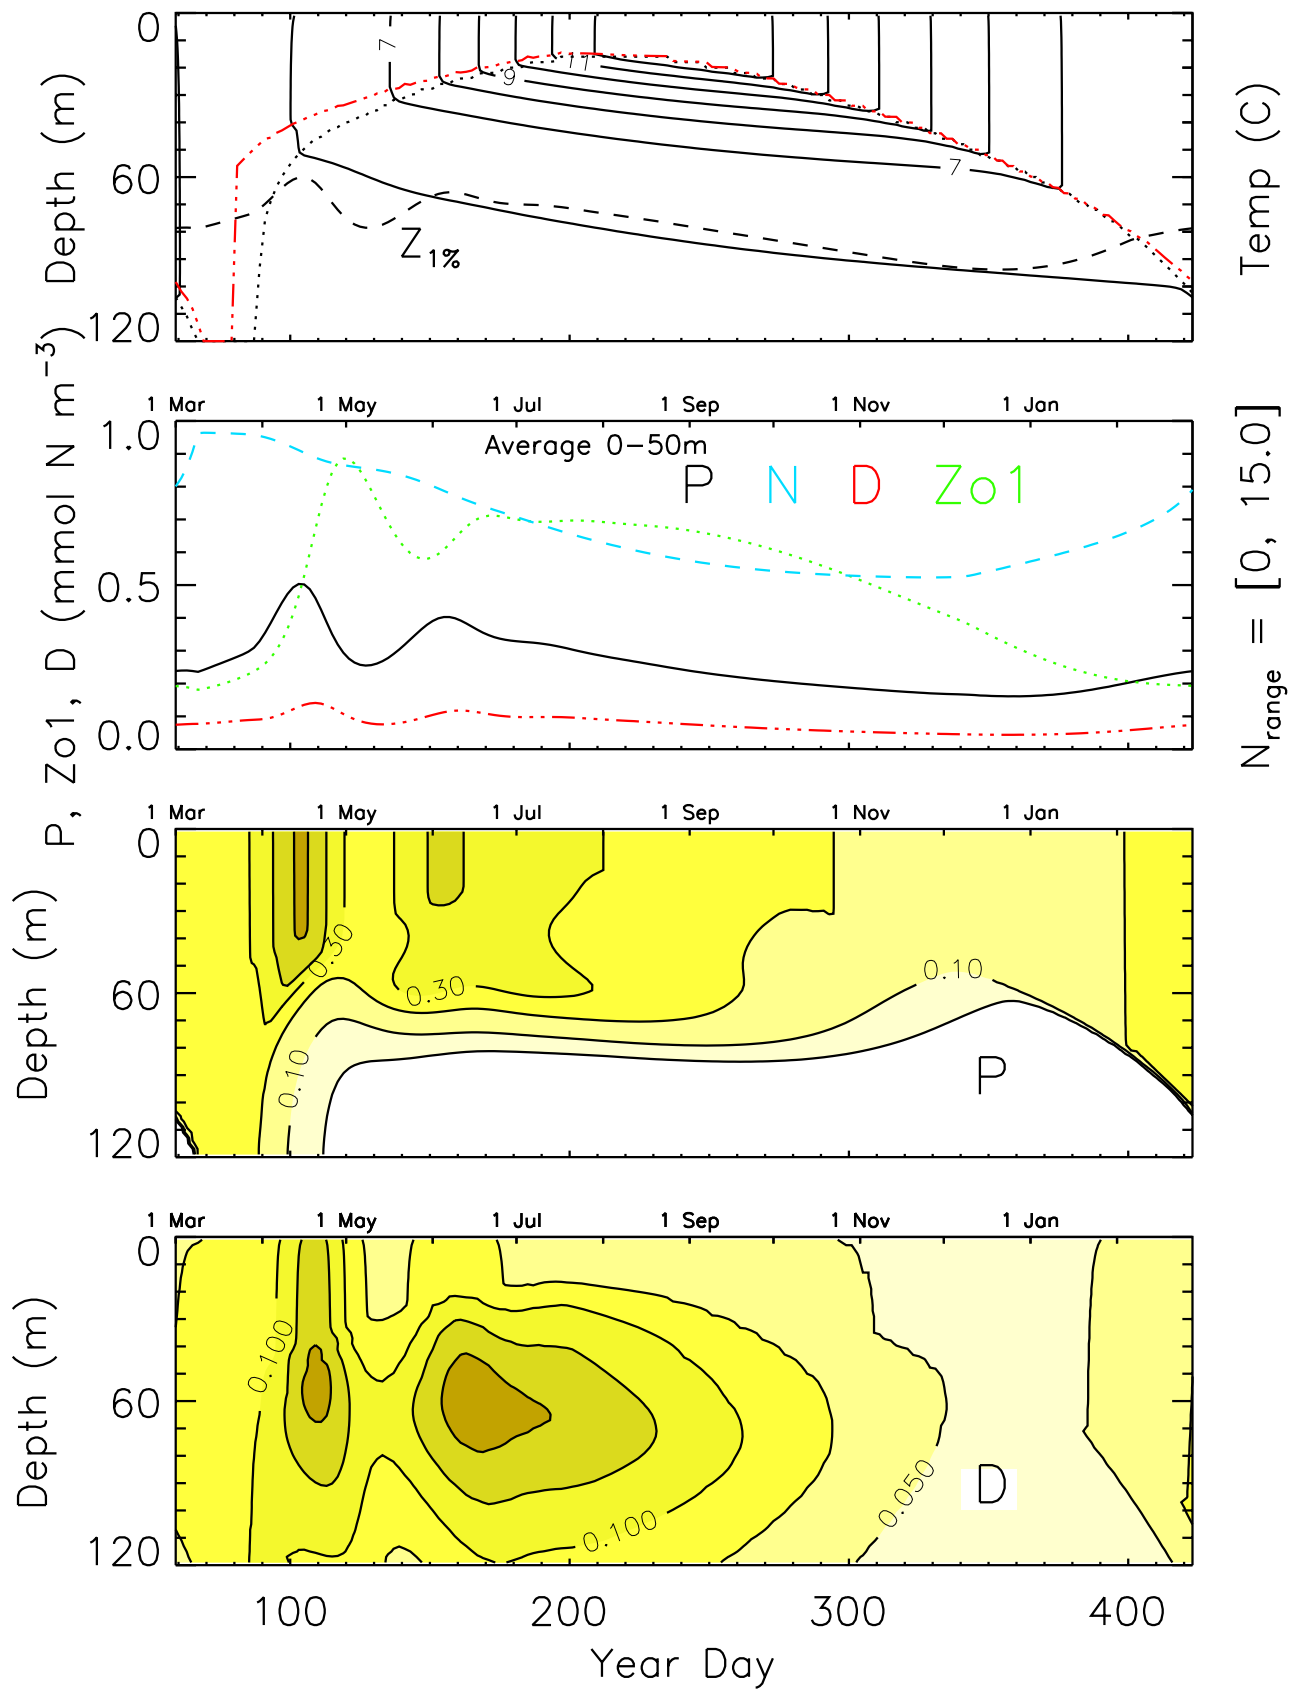 0
60
120
Depth (m)
Temp (C)
7
9
11
7
Z1%
1 Mar
1 May
1 Jul
1 Sep
1 Nov
1 Jan
1.0
0.5
0.0
P, Zo1, D (mmol N m⁻³)
Nrange = [0, 15.0]
Average 0-50m
P N D Zo1
1 Mar
1 May
1 Jul
1 Sep
1 Nov
1 Jan
0
60
120
Depth (m)
0.30
0.30
0.10
0.10
P
1 Mar
1 May
1 Jul
1 Sep
1 Nov
1 Jan
0
60
120
Depth (m)
0.100
0.100
0.050
D
100
200
300
400
Year Day